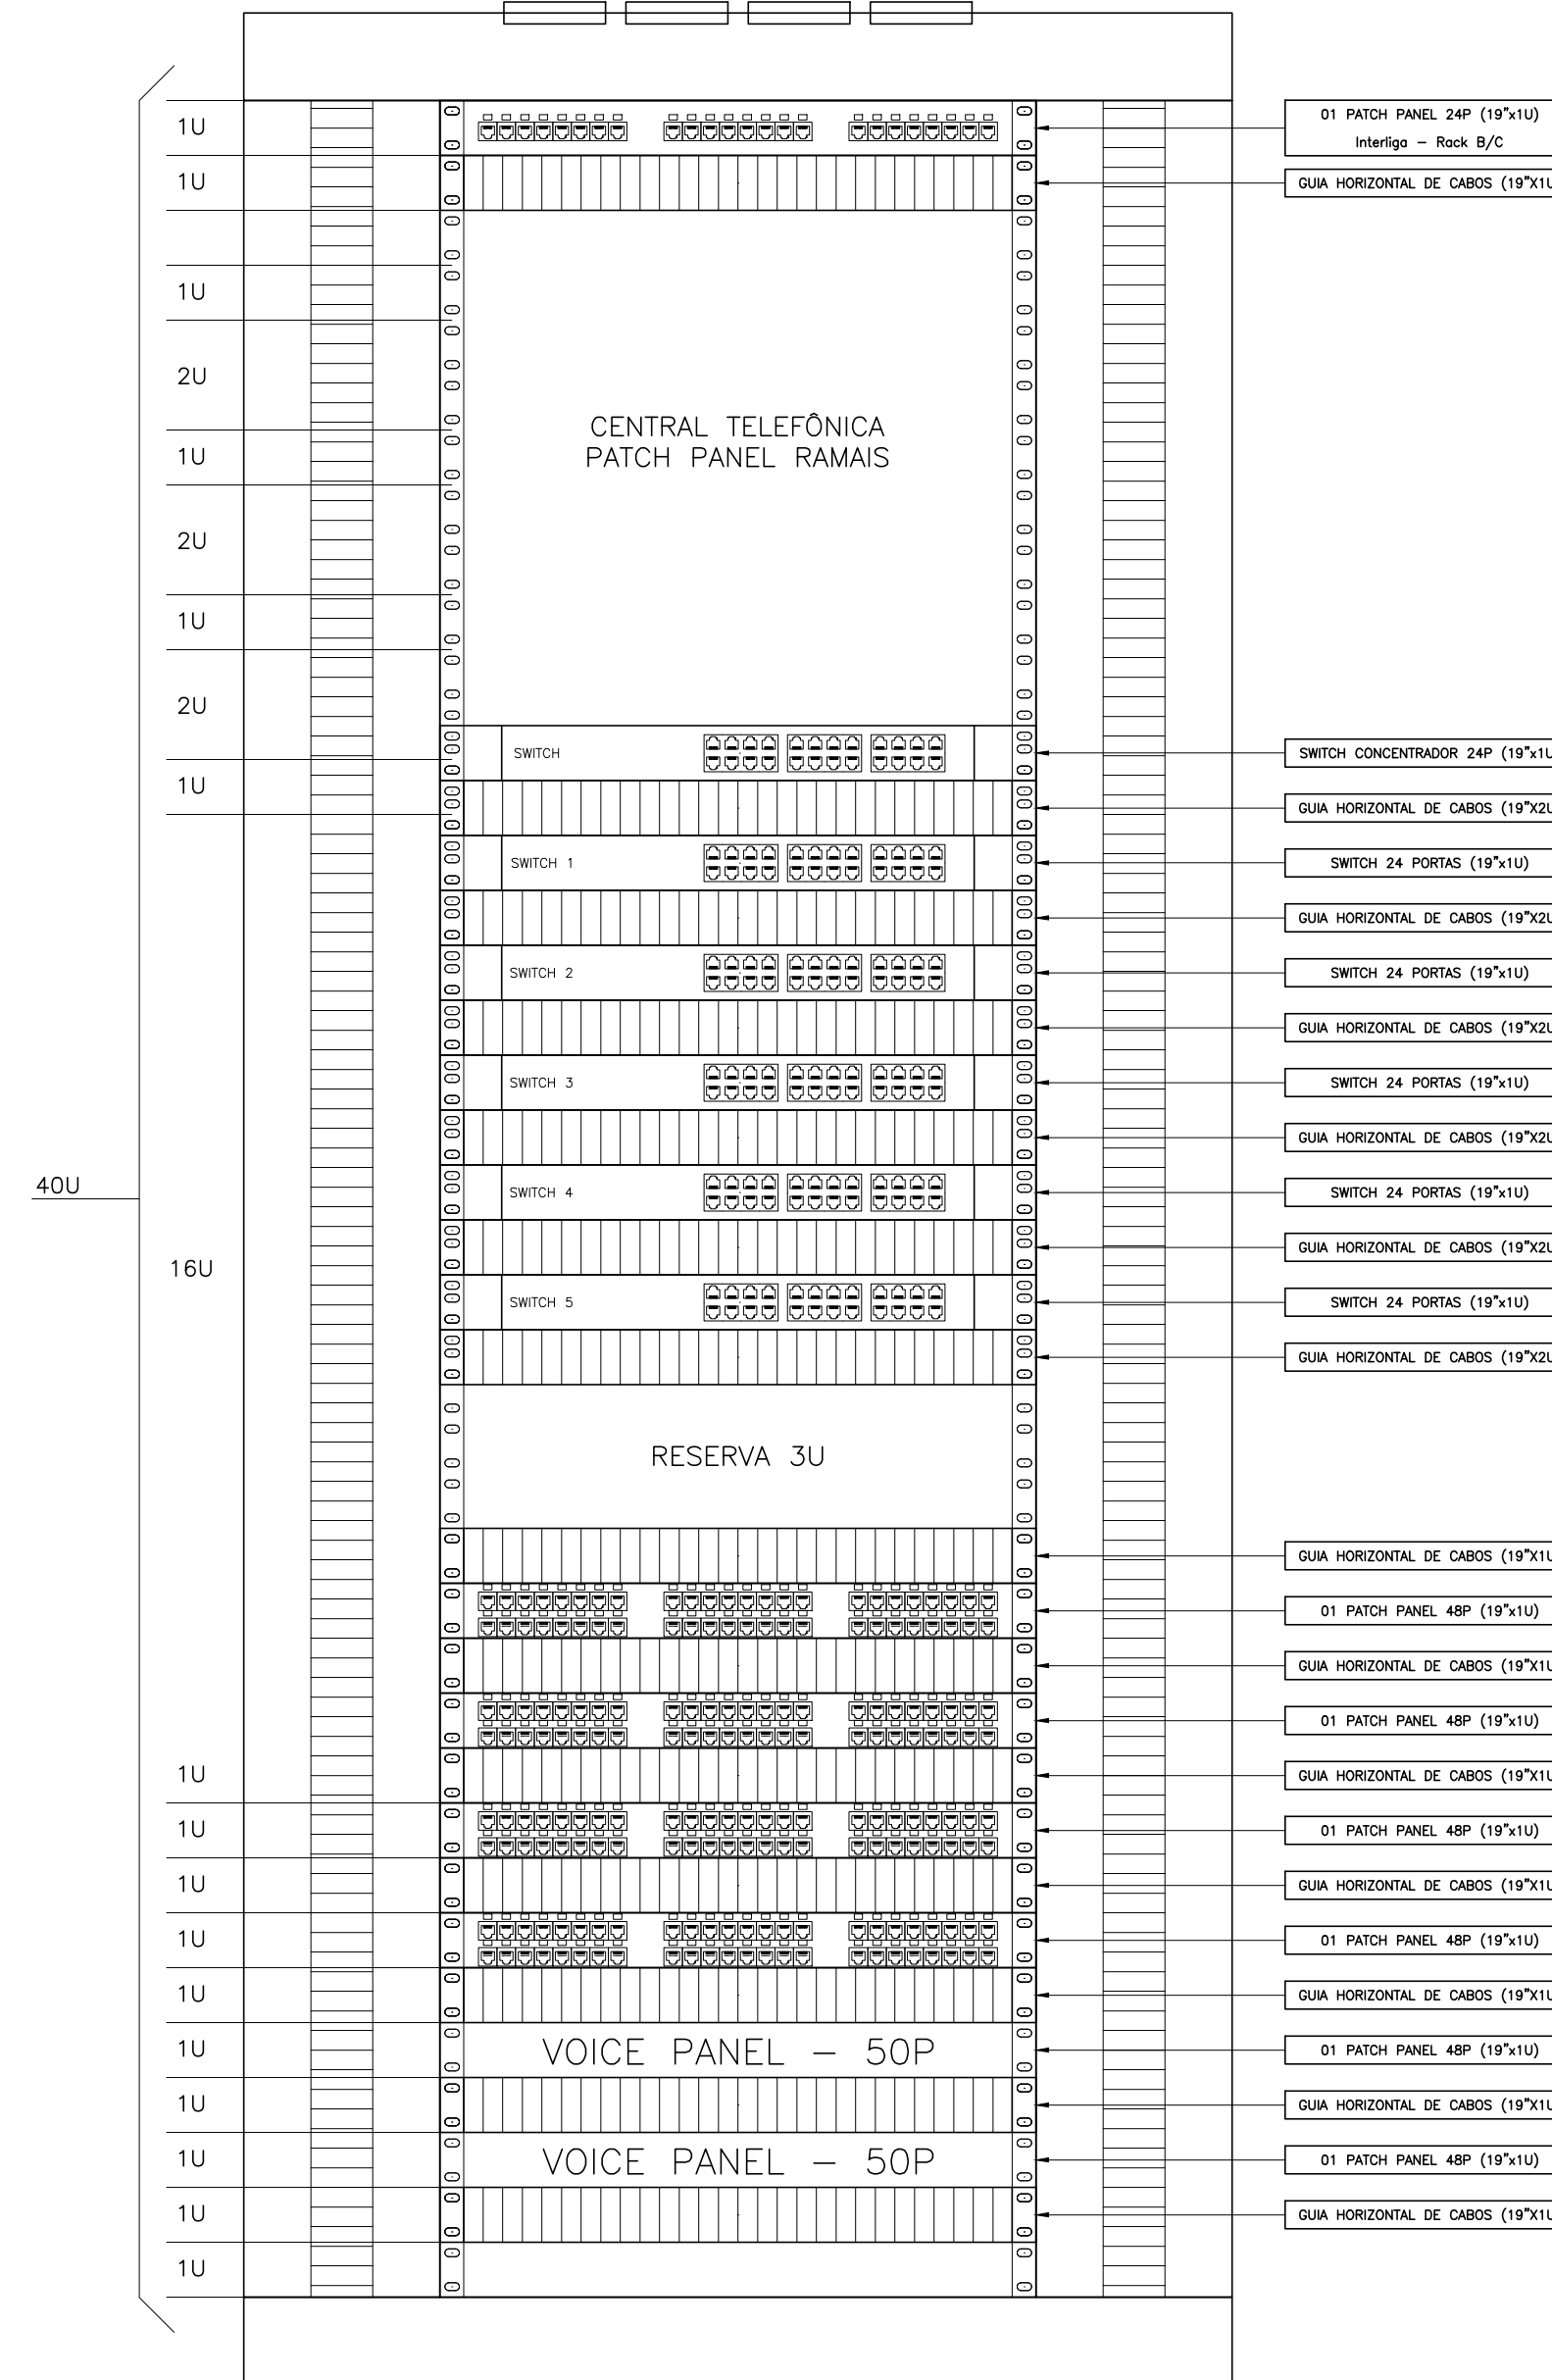 1U
01 PATCH PANEL 24P (19"x1U)
Interliga - Rack B/C
1U
GUIA HORIZONTAL DE CABOS (19"X1U
1U
2U
CENTRAL TELEFÔNICA
PATCH PANEL RAMAIS
1U
2U
1U
2U
SWITCH
SWITCH CONCENTRADOR 24P (19"x1U
1U
GUIA HORIZONTAL DE CABOS (19"X2U
SWITCH 1
SWITCH 24 PORTAS (19"x1U)
GUIA HORIZONTAL DE CABOS (19"X2U
SWITCH 2
SWITCH 24 PORTAS (19"x1U)
GUIA HORIZONTAL DE CABOS (19"X2U
SWITCH 3
SWITCH 24 PORTAS (19"x1U)
GUIA HORIZONTAL DE CABOS (19"X2U
40U
SWITCH 4
SWITCH 24 PORTAS (19"x1U)
GUIA HORIZONTAL DE CABOS (19"X2U
16U
SWITCH 5
SWITCH 24 PORTAS (19"x1U)
GUIA HORIZONTAL DE CABOS (19"X2U
RESERVA 3U
GUIA HORIZONTAL DE CABOS (19"X1U
01 PATCH PANEL 48P (19"x1U)
GUIA HORIZONTAL DE CABOS (19"X1U
01 PATCH PANEL 48P (19"x1U)
1U
GUIA HORIZONTAL DE CABOS (19"X1U
1U
01 PATCH PANEL 48P (19"x1U)
1U
GUIA HORIZONTAL DE CABOS (19"X1U
1U
01 PATCH PANEL 48P (19"x1U)
1U
GUIA HORIZONTAL DE CABOS (19"X1U
1U
VOICE PANEL - 50P
01 PATCH PANEL 48P (19"x1U)
1U
GUIA HORIZONTAL DE CABOS (19"X1U
1U
VOICE PANEL - 50P
01 PATCH PANEL 48P (19"x1U)
1U
GUIA HORIZONTAL DE CABOS (19"X1U
1U